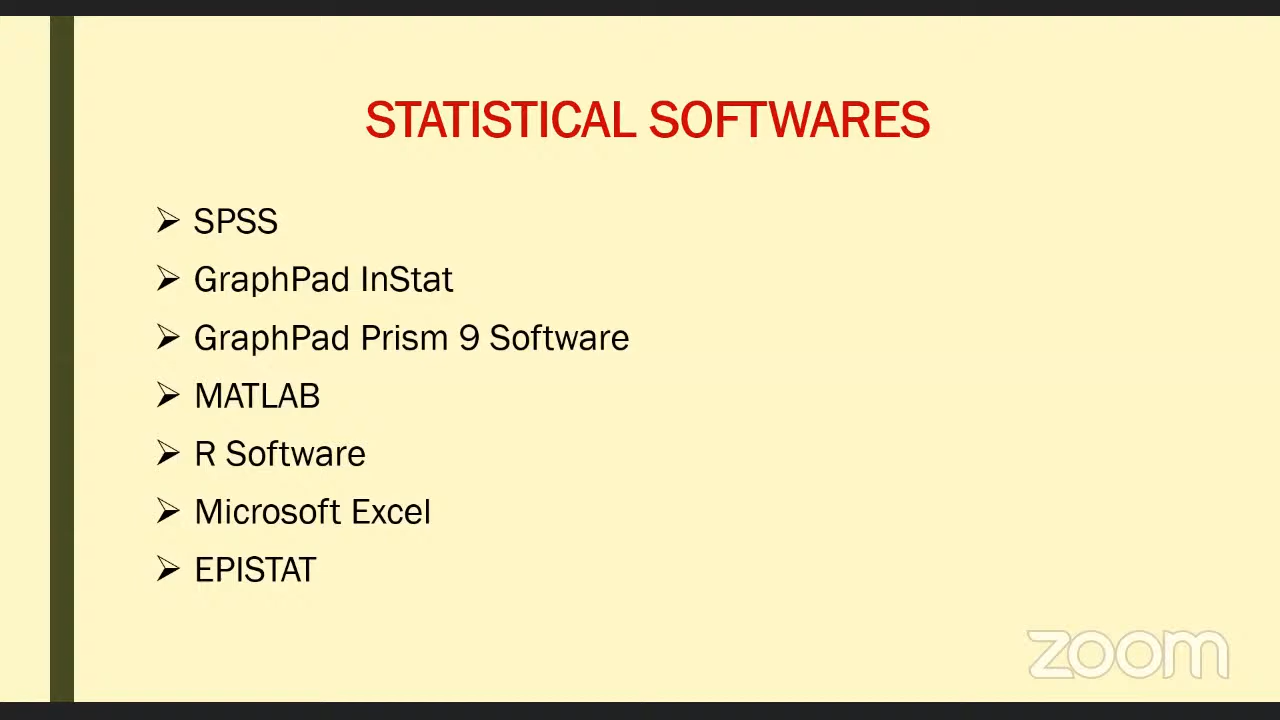 STATISTICAL SOFTWARES
SPSS
GraphPad InStat
GraphPad Prism 9 Software
MATLAB
R Software
Microsoft Excel
EPISTAT
zoom